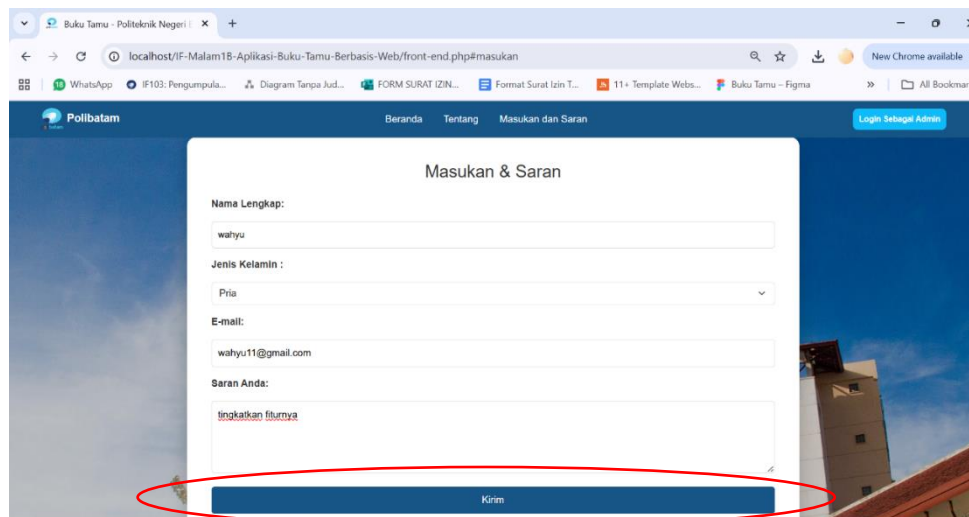 Buku Tamu - Politeknik Negeri
localhost/IF-Malam1B-Aplikasi-Buku-Tamu-Berbasis-Web/front-end.php#masukan
New Chrome available
WhatsApp
IF103: Pengumpula...
Diagram Tanpa Jud...
FORM SURAT IZIN...
Format Surat Izin T...
11+ Template Webs...
Buku Tamu – Figma
All Bookmar
Polibatam
Beranda Tentang Masukan dan Saran
Login Sebagai Admin
Masukan & Saran
Nama Lengkap:
wahyu
Jenis Kelamin :
Pria
E-mail:
wahyu11@gmail.com
Saran Anda:
tingkatkan fiturnya
Kirim